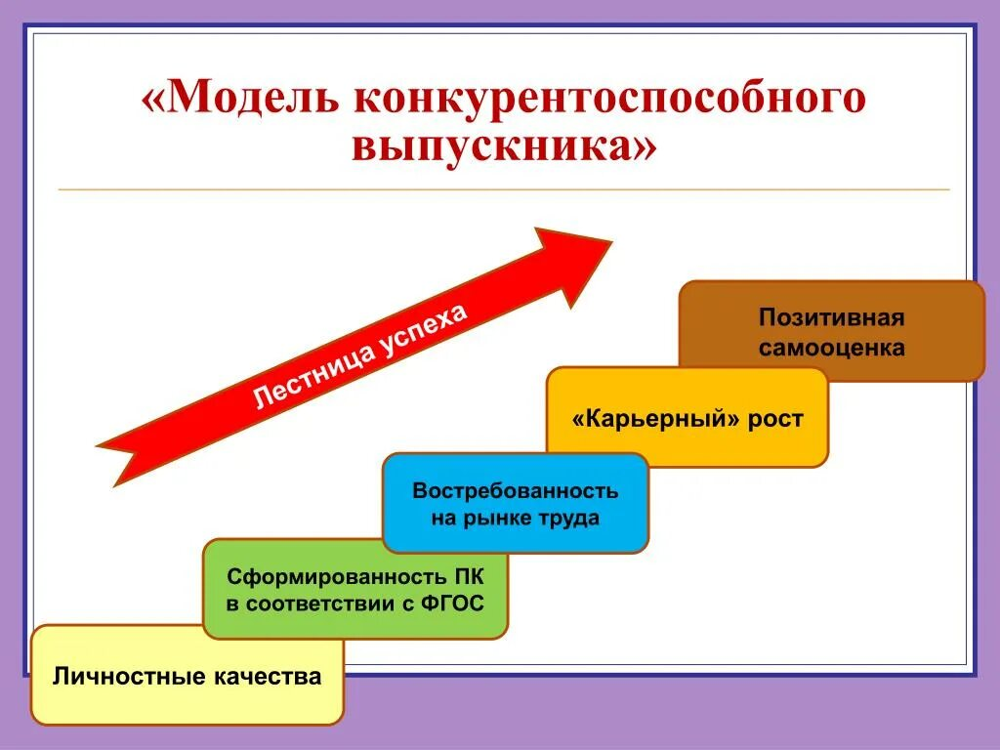 «Модель конкурентоспособного
выпускника»
Лестница успеха
Позитивная
самооценка
«Карьерный» рост
Востребованность
на рынке труда
Сформированность ПК
в соответствии с ФГОС
Личностные качества